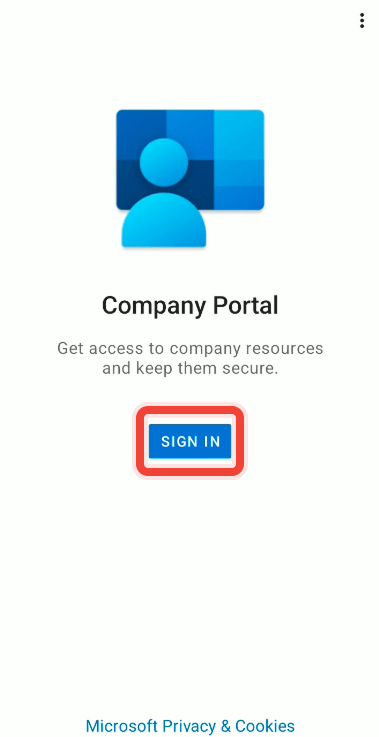 Company Portal
Get access to company resources
and keep them secure.
SIGN IN
Microsoft Privacy & Cookies